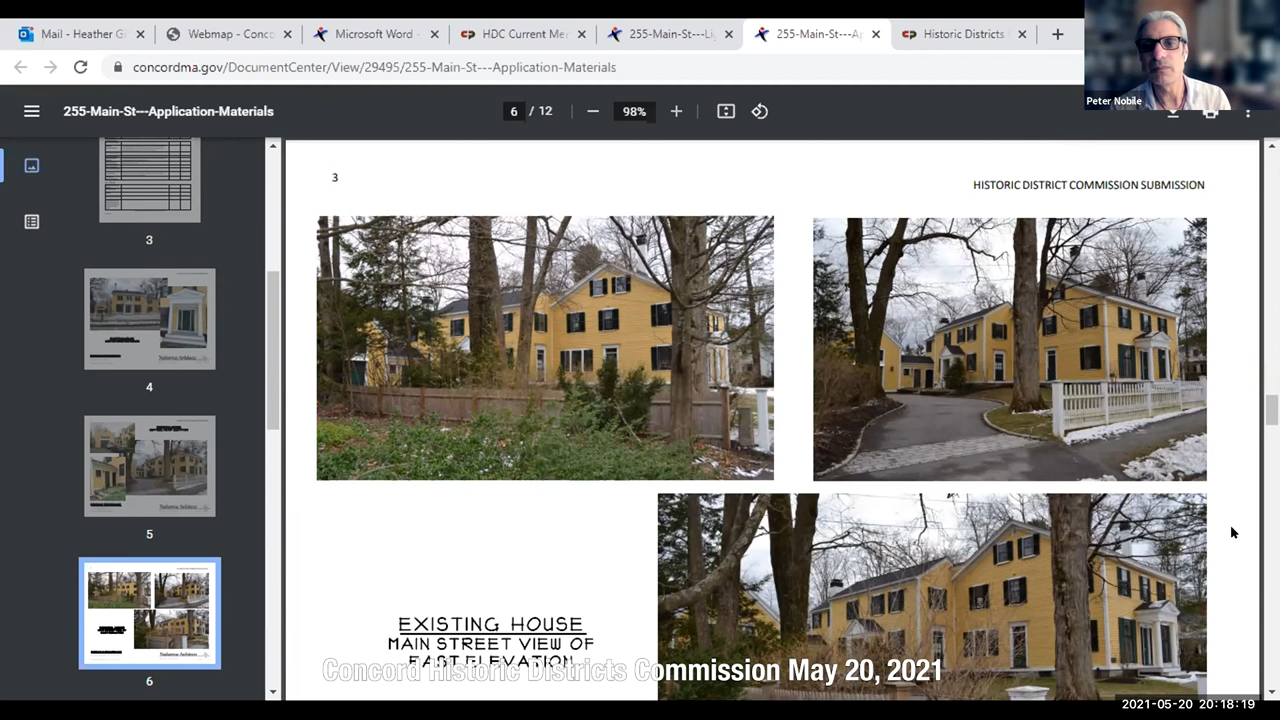 Mail - Heather G
Webmap - Conc
Microsoft Word -
HDC Current Me
255-Main-St---Li
255-Main-St---Ap
Historic Districts
concordma.gov/DocumentCenter/View/29495/255-Main-St---Application-Materials
Peter Nobile
255-Main-St---Application-Materials
6 / 12
98%
3
HISTORIC DISTRICT COMMISSION SUBMISSION
3
4
5
6
EXISTING HOUSE
MAIN STREET VIEW OF
EAST ELEVATION
Concord Historic Districts Commission May 20, 2021
2021-05-20 20:18:19